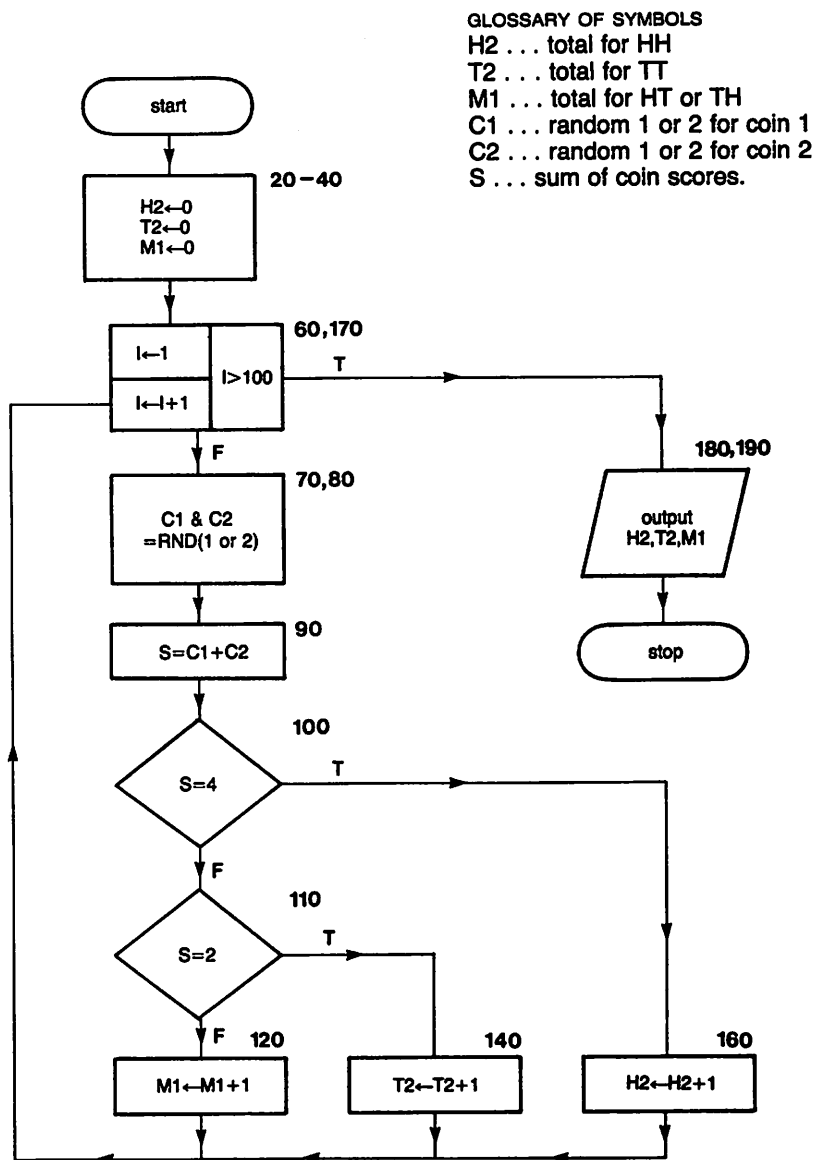 GLOSSARY OF SYMBOLS
H2 . . . total for HH
T2 . . . total for TT
M1 . . . total for HT or TH
C1 . . . random 1 or 2 for coin 1
C2 . . . random 1 or 2 for coin 2
S . . . sum of coin scores.
start
20-40
H2←0
T2←0
M1←0
60,170
I←1
I←I+1
I>100
T
F
180,190
output
H2,T2,M1
stop
70,80
C1 & C2
=RND(1 or 2)
90
S=C1+C2
100
S=4
T
F
110
S=2
T
F
120
M1←M1+1
140
T2←T2+1
160
H2←H2+1